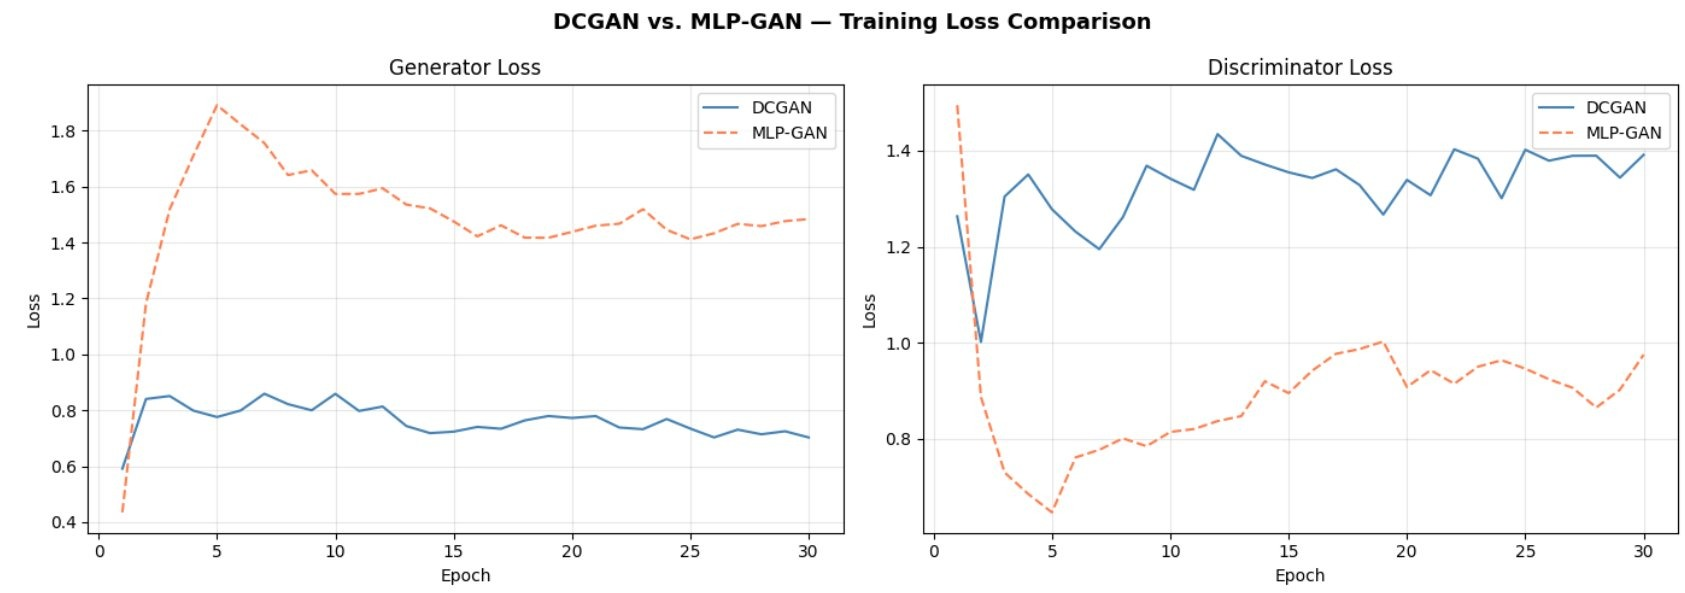 DCGAN vs. MLP-GAN — Training Loss Comparison
Generator Loss
DCGAN
MLP-GAN
1.8
1.6
1.4
1.2
1.0
0.8
0.6
0.4
Loss
0 5 10 15 20 25 30
Epoch
Discriminator Loss
DCGAN
MLP-GAN
1.4
1.2
1.0
0.8
Loss
0 5 10 15 20 25 30
Epoch